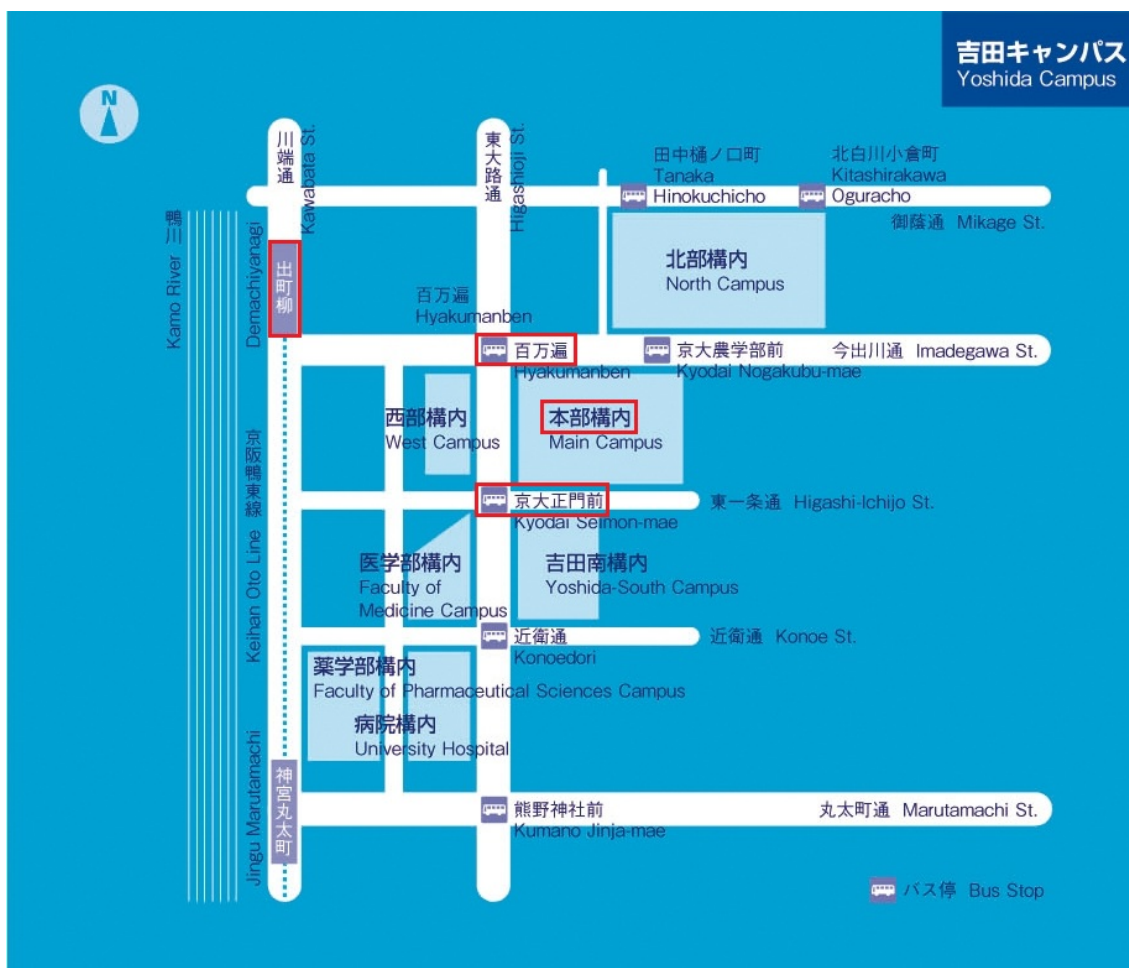 吉田キャンパス
Yoshida Campus
N
川端通
Kawabata St.
東大路通
Higashioji St.
田中樋ノ口町
Tanaka
Hinokuchicho
北白川小倉町
Kitashirakawa
Oguracho
御蔭通 Mikage St.
鴨川
Kamo River
出町柳
Demachiyanagi
北部構内
North Campus
百万遍
Hyakumanben
百万遍
Hyakumanben
京大農学部前
Kyodai Nogakubu-mae
今出川通 Imadegawa St.
西部構内
West Campus
本部構内
Main Campus
京阪鴨東線
Keihan Oto Line
京大正門前
Kyodai Seimon-mae
東一条通 Higashi-Ichijo St.
医学部構内
Faculty of
Medicine Campus
吉田南構内
Yoshida-South Campus
近衛通
Konoedori
近衛通 Konoe St.
薬学部構内
Faculty of Pharmaceutical Sciences Campus
病院構内
University Hospital
神宮丸太町
Jingu Marutamachi
熊野神社前
Kumano Jinja-mae
丸太町通 Marutamachi St.
バス停 Bus Stop